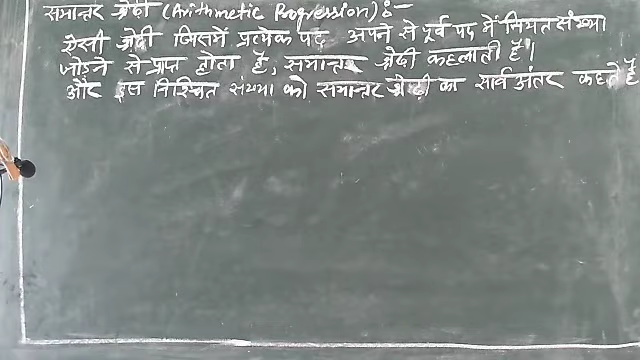 समान्तर श्रेढी (Arithmetic Progression):-
ऐसी श्रेढी जिसमें प्रत्येक पद अपने से पूर्व पद में नियत संख्या
जोड़ने से प्राप्त होता है, समान्तर श्रेढी कहलाती है।
और इस निश्चित संख्या को समान्तर श्रेढ़ी का सार्व अंतर कहते है